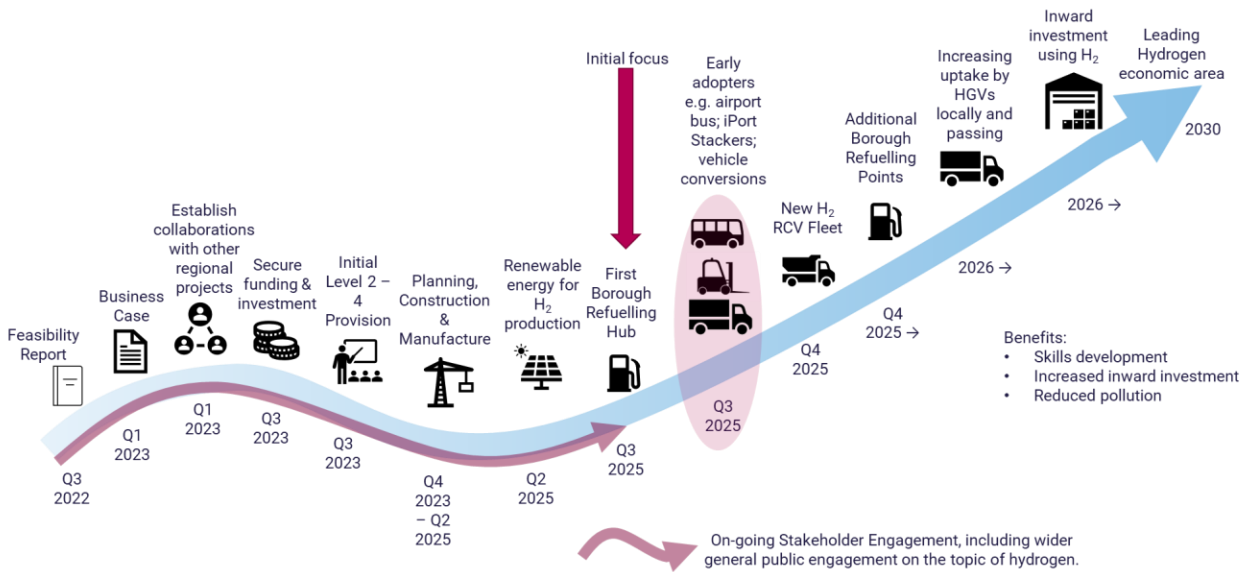 Feasibility
Report
Q3
2022
Business
Case
Q1
2023
Establish
collaborations
with other
regional
projects
Q1
2023
Secure
funding &
investment
Q3
2023
Initial
Level 2 –
4
Provision
Q3
2023
Planning,
Construction
&
Manufacture
Q4
2023
– Q2
2025
Renewable
energy for
H₂
production
Q2
2025
Initial focus
First
Borough
Refuelling
Hub
Q3
2025
Early
adopters
e.g. airport
bus; iPort
Stackers;
vehicle
conversions
Q3
2025
New H₂
RCV Fleet
Q4
2025
Additional
Borough
Refuelling
Points
Q4
2025 →
Increasing
uptake by
HGVs
locally and
passing
2026 →
Inward
investment
using H₂
2026 →
Leading
Hydrogen
economic area
2030
Benefits:
• Skills development
• Increased inward investment
• Reduced pollution
On-going Stakeholder Engagement, including wider
general public engagement on the topic of hydrogen.